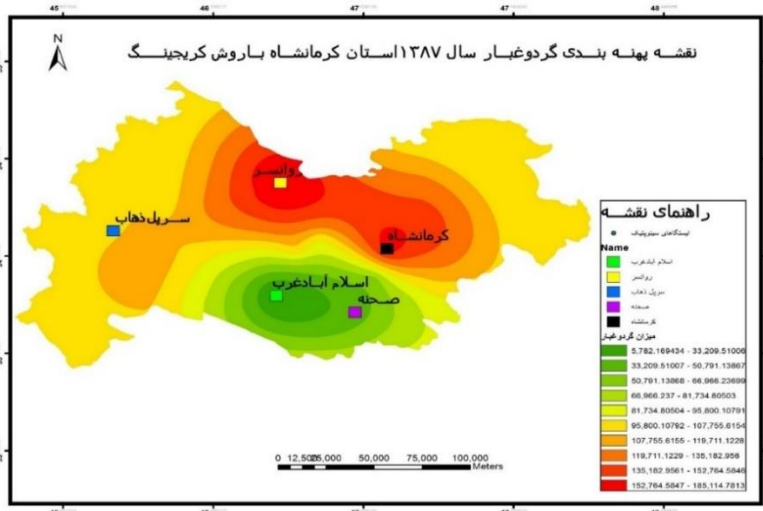 45 46 47 47 48
N
نقشه پهنه بندی گردوغبار سال ۱۳۸۷استان کرمانشاه باروش کریجینگ
روانسر
سرپل ذهاب
کرمانشاه
اسلام آبادغرب
صحنه
راهنمای نقشه
ایستگاهای سینوپتیک
Name
اسلام ابادغرب
روانسر
سرپل ذهاب
صحنه
کرمانشاه
میزان گردوغبار
5,782.169434 - 33,209.51006
33,209.51007 - 50,791.13867
50,791.13868 - 66,966.23699
66,966.237 - 81,734.80503
81,734.80504 - 95,800.10791
95,800.10792 - 107,755.6154
107,755.6155 - 119,711.1228
119,711.1229 - 135,182.956
135,182.9561 - 152,764.5846
152,764.5847 - 185,114.7813
0 12,500 25,000 50,000 75,000 100,000
Meters